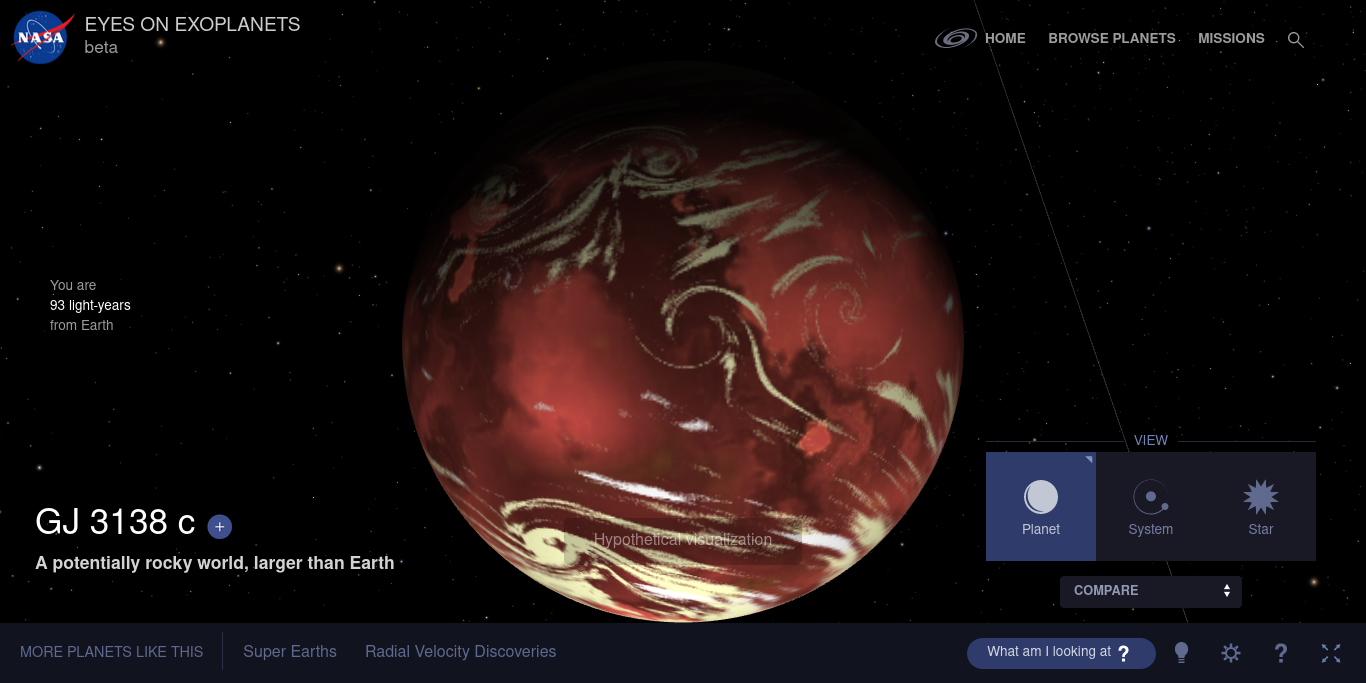 NASA
EYES ON EXOPLANETS
beta
HOME
BROWSE PLANETS
MISSIONS
You are
93 light-years
from Earth
GJ 3138 c +
A potentially rocky world, larger than Earth
Hypothetical visualization
VIEW
Planet
System
Star
COMPARE
MORE PLANETS LIKE THIS
Super Earths
Radial Velocity Discoveries
What am I looking at ?
?